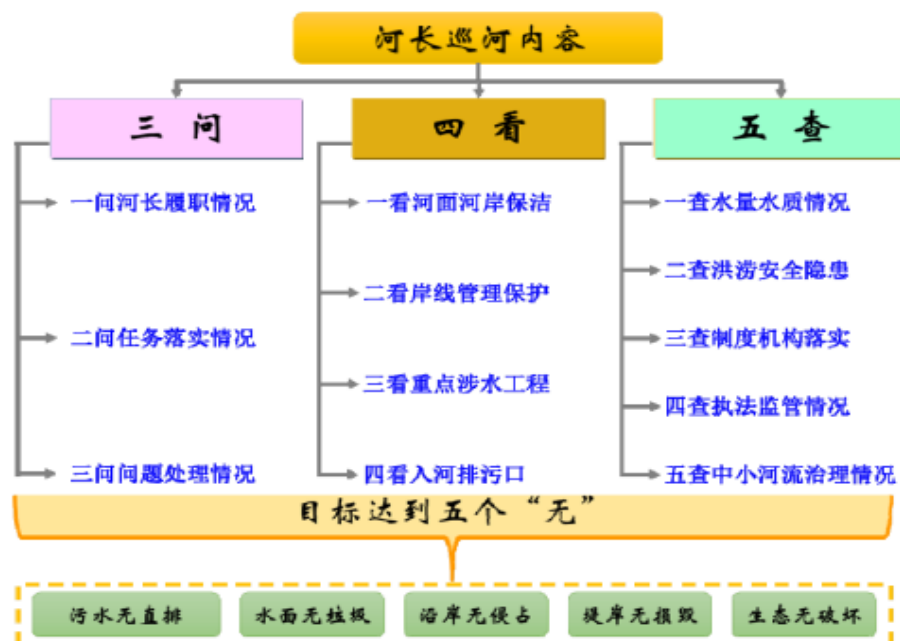 河长巡河内容
三问
一问河长履职情况
二问任务落实情况
三问问题处理情况
四看
一看河面河岸保洁
二看岸线管理保护
三看重点涉水工程
四看入河排污口
五查
一查水量水质情况
二查洪涝安全隐患
三查制度机构落实
四查执法监管情况
五查中小河流治理情况
目标达到五个“无”
污水无直排
水面无垃圾
沿岸无侵占
堤岸无损毁
生态无破坏